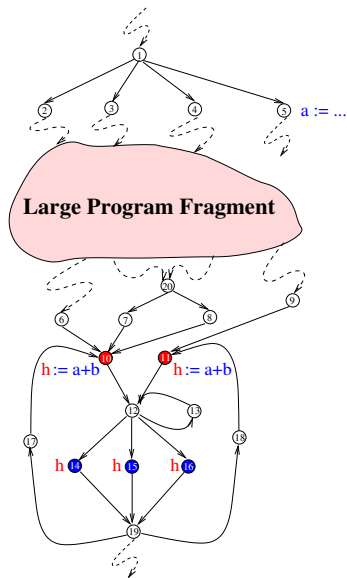 1
2 3 4 5 a := ...
Large Program Fragment
20
9
6 7 8
10 11
h:= a+b h:= a+b
12 13
17 18
h 14 h 15 h 16
19